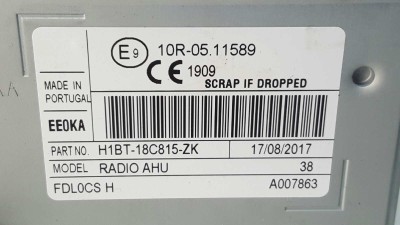 E9 10R-05.11589
CE 1909
SCRAP IF DROPPED
MADE IN
PORTUGAL
EE0KA
PART NO. H1BT-18C815-ZK 17/08/2017
MODEL RADIO AHU 38
FDL0CS H A007863